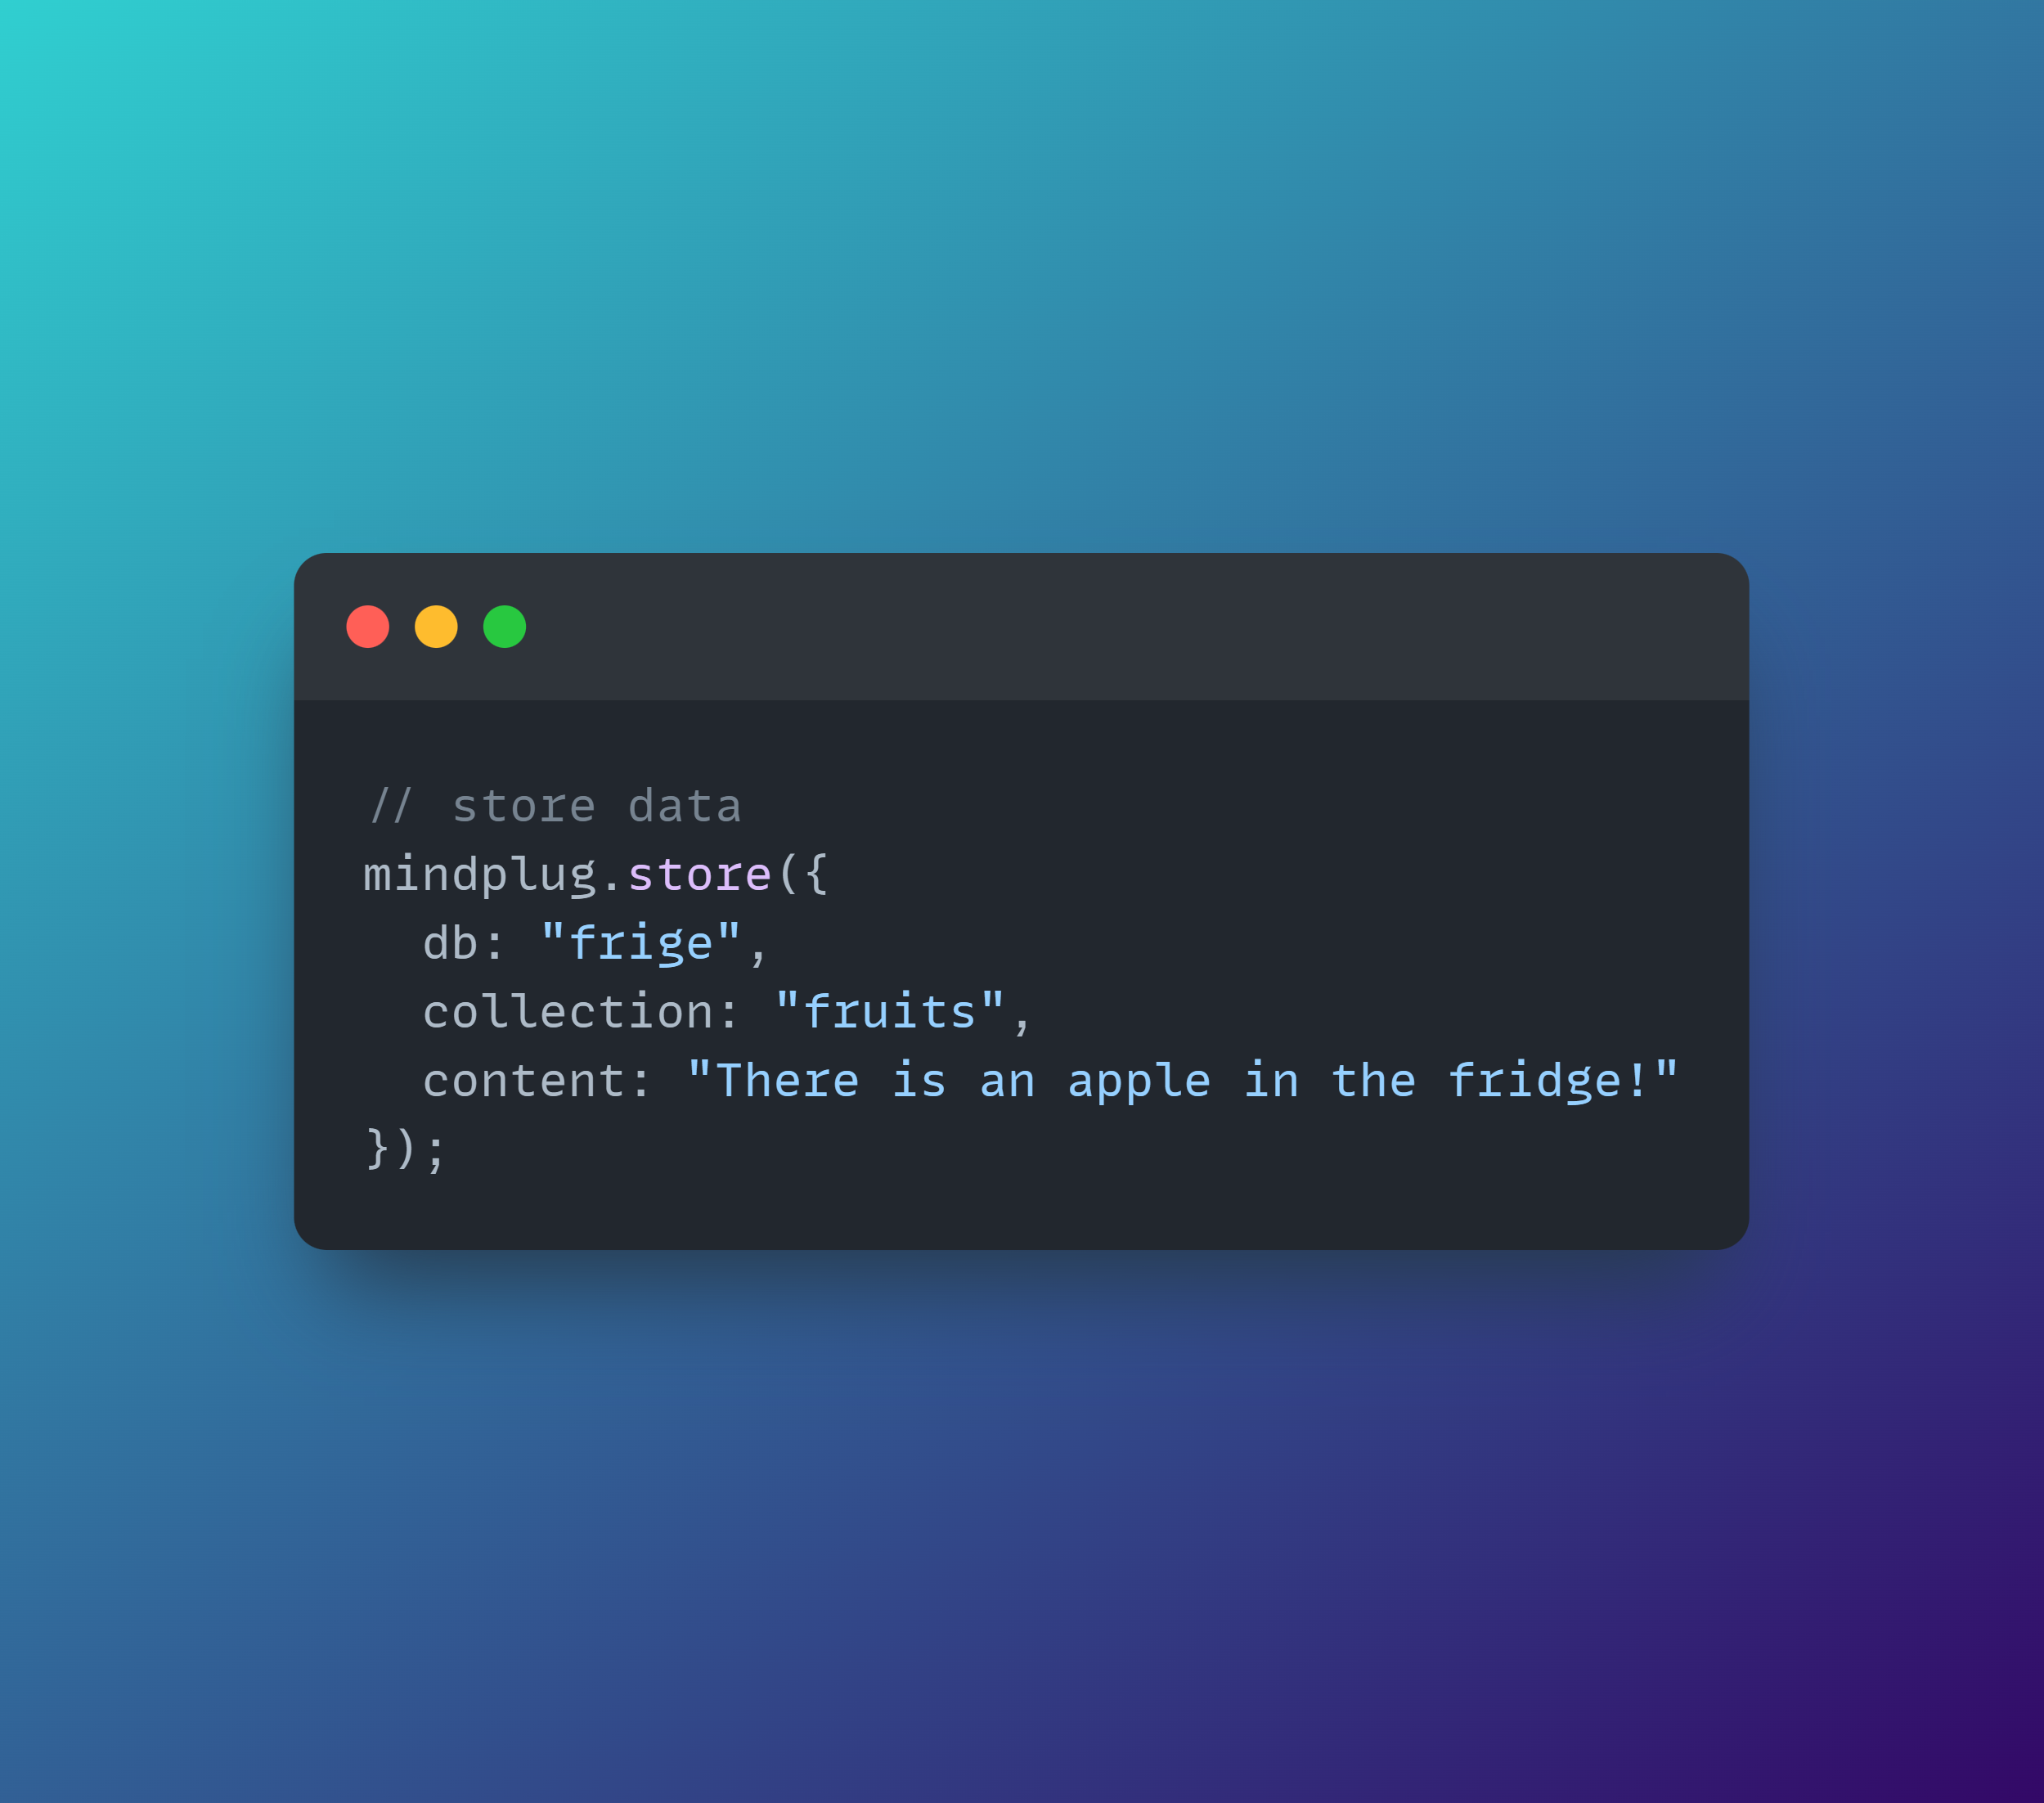 // store data
mindplug.store({
  db: "frige",
  collection: "fruits",
  content: "There is an apple in the fridge!"
});